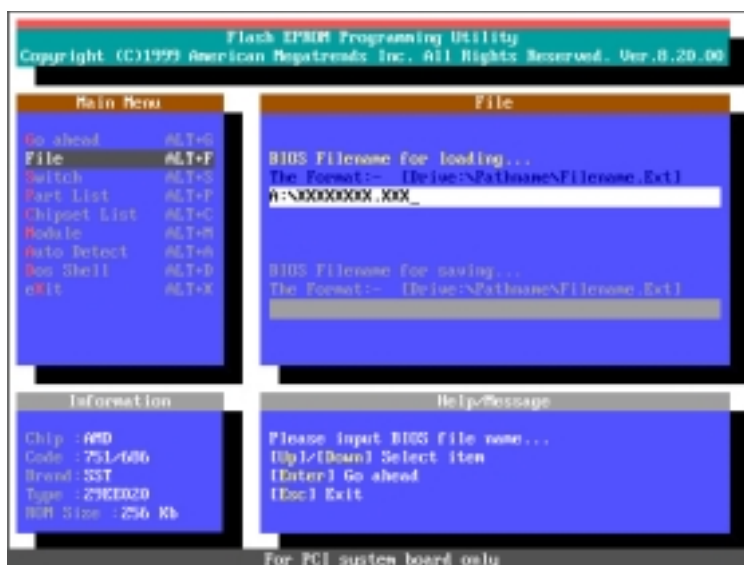 Flash EPROM Programming Utility
Copyright (C)1999 American Megatrends Inc. All Rights Reserved. Ver.8.20.00
Main Menu
Go ahead ALT+G
File ALT+F
Switch ALT+S
Part List ALT+P
Chipset List ALT+C
Module ALT+M
Auto Detect ALT+A
Dos Shell ALT+D
eXit ALT+X
File
BIOS Filename for loading...
The Format:- [Drive:\Pathname\Filename.Ext]
A:\XXXXXXXX.XXX_
BIOS Filename for saving...
The Format:- [Drive:\Pathname\Filename.Ext]
Information
Chip :AMD
Code :751/686
Brand:SST
Type :29EE020
ROM Size :256 Kb
Help/Message
Please input BIOS file name...
[Up]/[Down] Select item
[Enter] Go ahead
[Esc] Exit
For PCI system board only